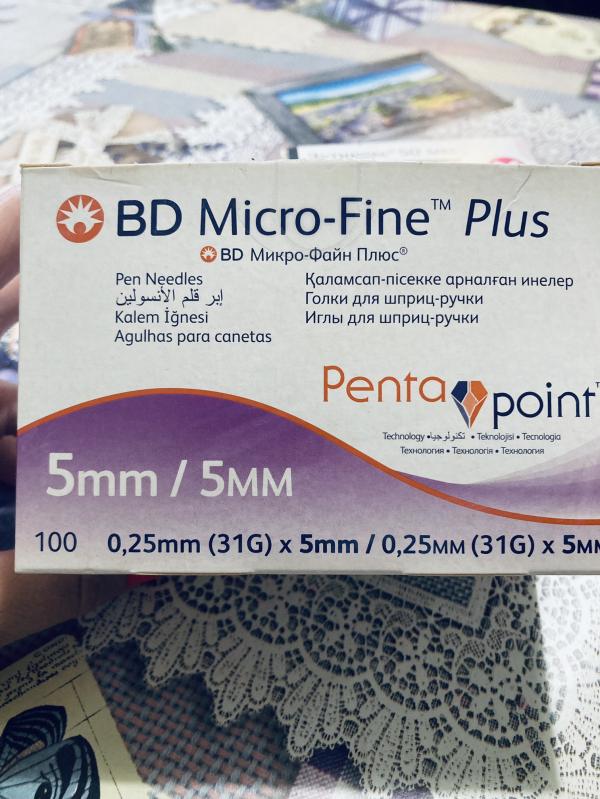 BD Micro-Fine™ Plus
BD Микро-Файн Плюс®
Pen Needles
إبر قلم الأنسولين
Kalem İğnesi
Agulhas para canetas
Қаламсап-пісекке арналған инелер
Голки для шприц-ручки
Иглы для шприц-ручки
Penta point™
Technology • تكنولوجيا • Teknolojisi • Tecnologia
Технология • Технологія • Технология
5mm / 5мм
100 0,25mm (31G) x 5mm / 0,25мм (31G) x 5мм